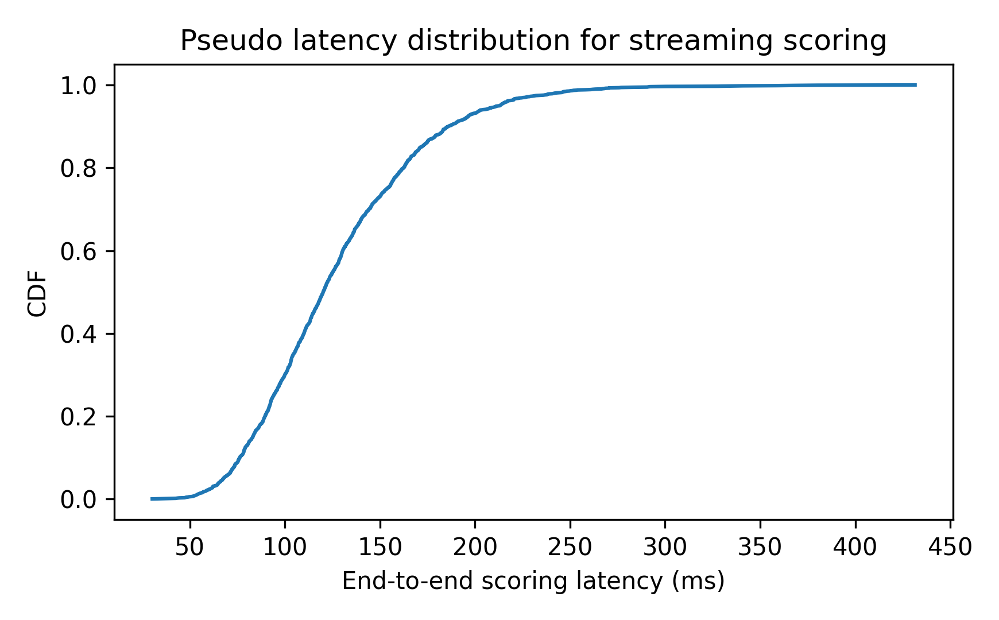 Pseudo latency distribution for streaming scoring
1.0
0.8
0.6
0.4
0.2
0.0
CDF
50 100 150 200 250 300 350 400 450
End-to-end scoring latency (ms)